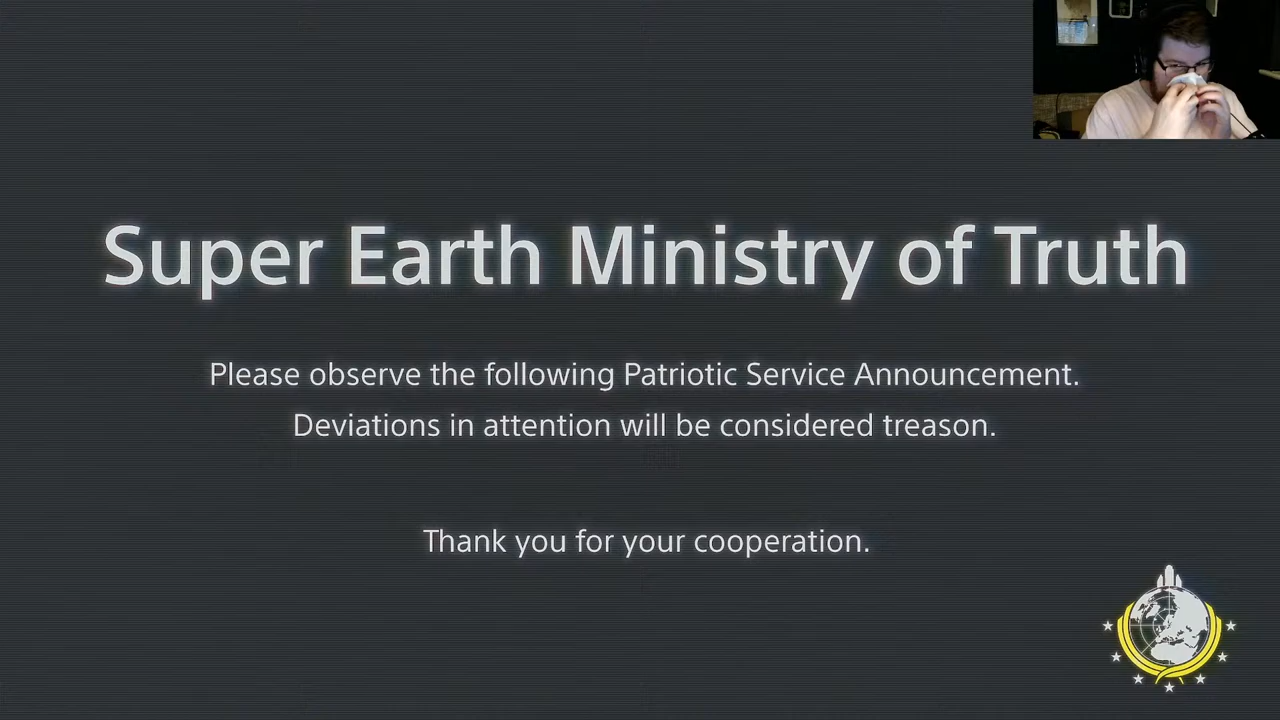 Super Earth Ministry of Truth
Please observe the following Patriotic Service Announcement.
Deviations in attention will be considered treason.
Thank you for your cooperation.